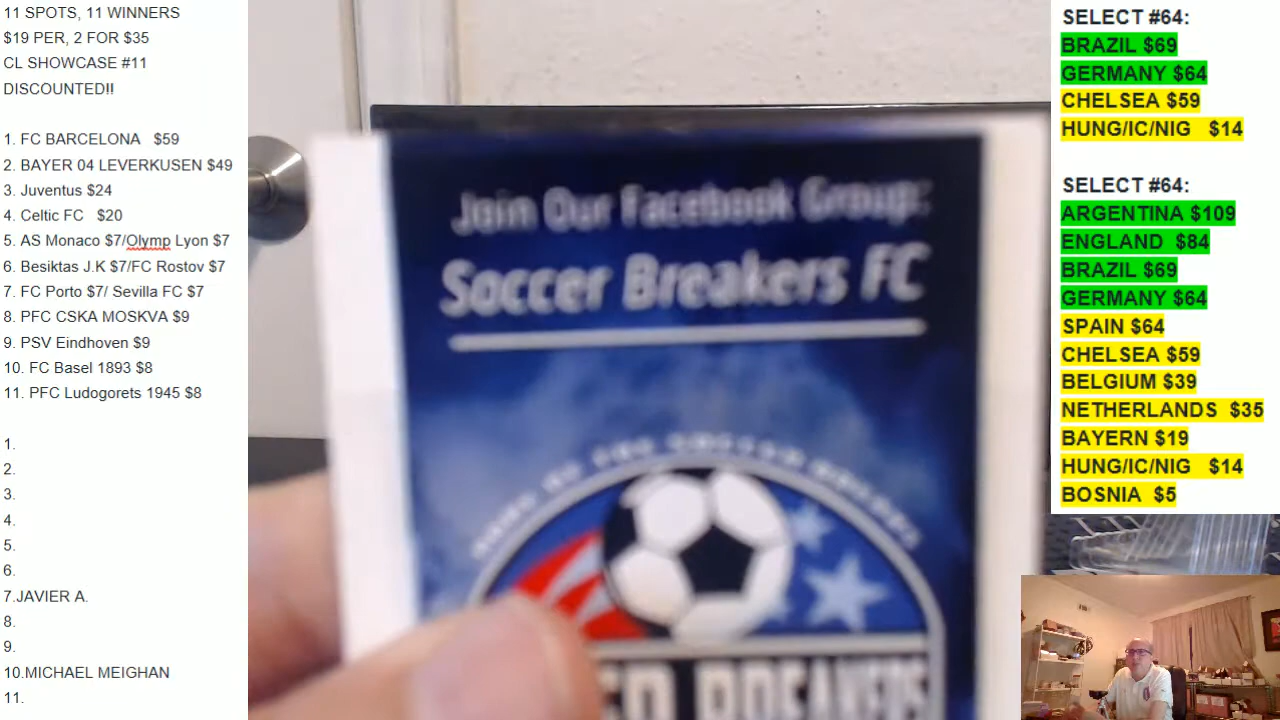 11 SPOTS, 11 WINNERS
$19 PER, 2 FOR $35
CL SHOWCASE #11
DISCOUNTED!!
1. FC BARCELONA $59
2. BAYER 04 LEVERKUSEN $49
3. Juventus $24
4. Celtic FC $20
5. AS Monaco $7/Olymp Lyon $7
6. Besiktas J.K $7/FC Rostov $7
7. FC Porto $7/ Sevilla FC $7
8. PFC CSKA MOSKVA $9
9. PSV Eindhoven $9
10. FC Basel 1893 $8
11. PFC Ludogorets 1945 $8
1.
2.
3.
4.
5.
6.
7.JAVIER A.
8.
9.
10.MICHAEL MEIGHAN
11.
Join Our Facebook Group:
Soccer Breakers FC
BREAKERS
SELECT #64:
BRAZIL $69
GERMANY $64
CHELSEA $59
HUNG/IC/NIG $14
SELECT #64:
ARGENTINA $109
ENGLAND $84
BRAZIL $69
GERMANY $64
SPAIN $64
CHELSEA $59
BELGIUM $39
NETHERLANDS $35
BAYERN $19
HUNG/IC/NIG $14
BOSNIA $5